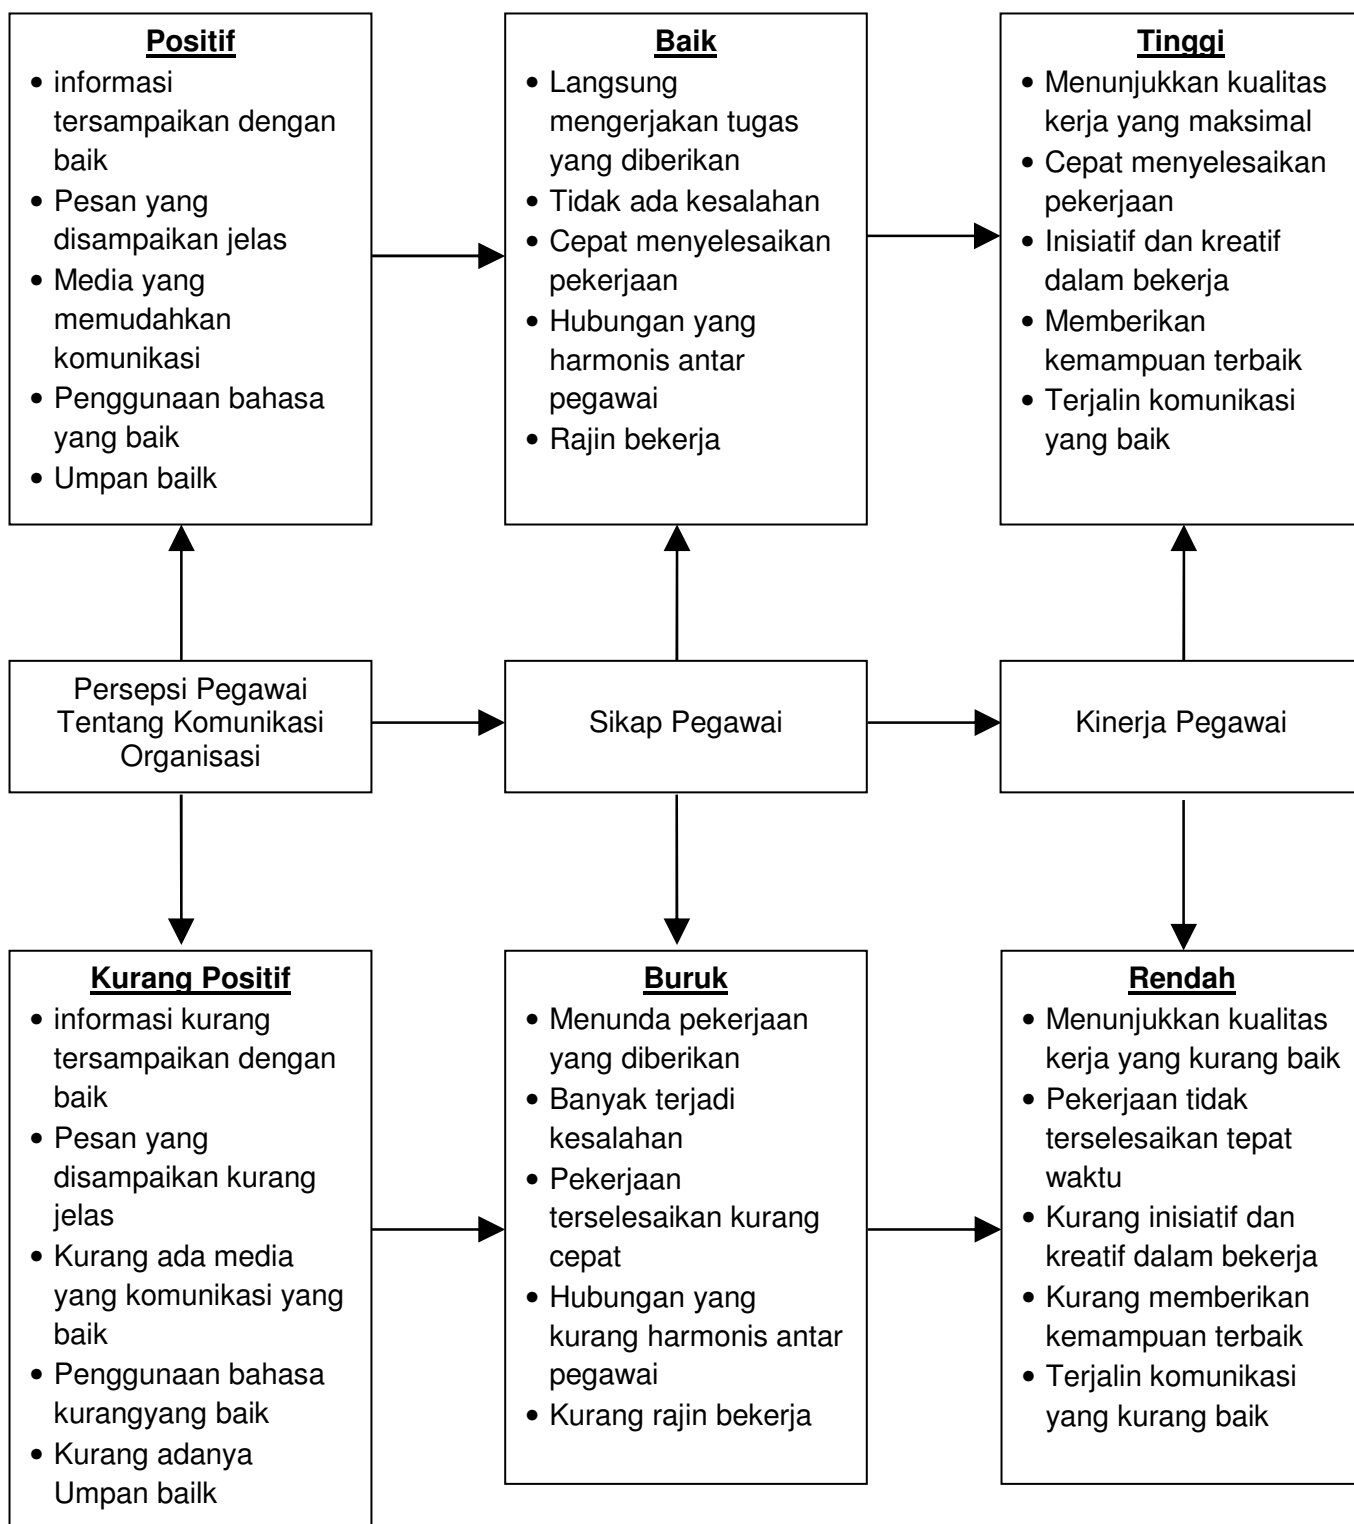 Positif
• informasi
tersampaikan dengan
baik
• Pesan yang
disampaikan jelas
• Media yang
memudahkan
komunikasi
• Penggunaan bahasa
yang baik
• Umpan bailk
Baik
• Langsung
mengerjakan tugas
yang diberikan
• Tidak ada kesalahan
• Cepat menyelesaikan
pekerjaan
• Hubungan yang
harmonis antar
pegawai
• Rajin bekerja
Tinggi
• Menunjukkan kualitas
kerja yang maksimal
• Cepat menyelesaikan
pekerjaan
• Inisiatif dan kreatif
dalam bekerja
• Memberikan
kemampuan terbaik
• Terjalin komunikasi
yang baik
Persepsi Pegawai
Tentang Komunikasi
Organisasi
Sikap Pegawai
Kinerja Pegawai
Kurang Positif
• informasi kurang
tersampaikan dengan
baik
• Pesan yang
disampaikan kurang
jelas
• Kurang ada media
yang komunikasi yang
baik
• Penggunaan bahasa
kurangyang baik
• Kurang adanya
Umpan bailk
Buruk
• Menunda pekerjaan
yang diberikan
• Banyak terjadi
kesalahan
• Pekerjaan
terselesaikan kurang
cepat
• Hubungan yang
kurang harmonis antar
pegawai
• Kurang rajin bekerja
Rendah
• Menunjukkan kualitas
kerja yang kurang baik
• Pekerjaan tidak
terselesaikan tepat
waktu
• Kurang inisiatif dan
kreatif dalam bekerja
• Kurang memberikan
kemampuan terbaik
• Terjalin komunikasi
yang kurang baik